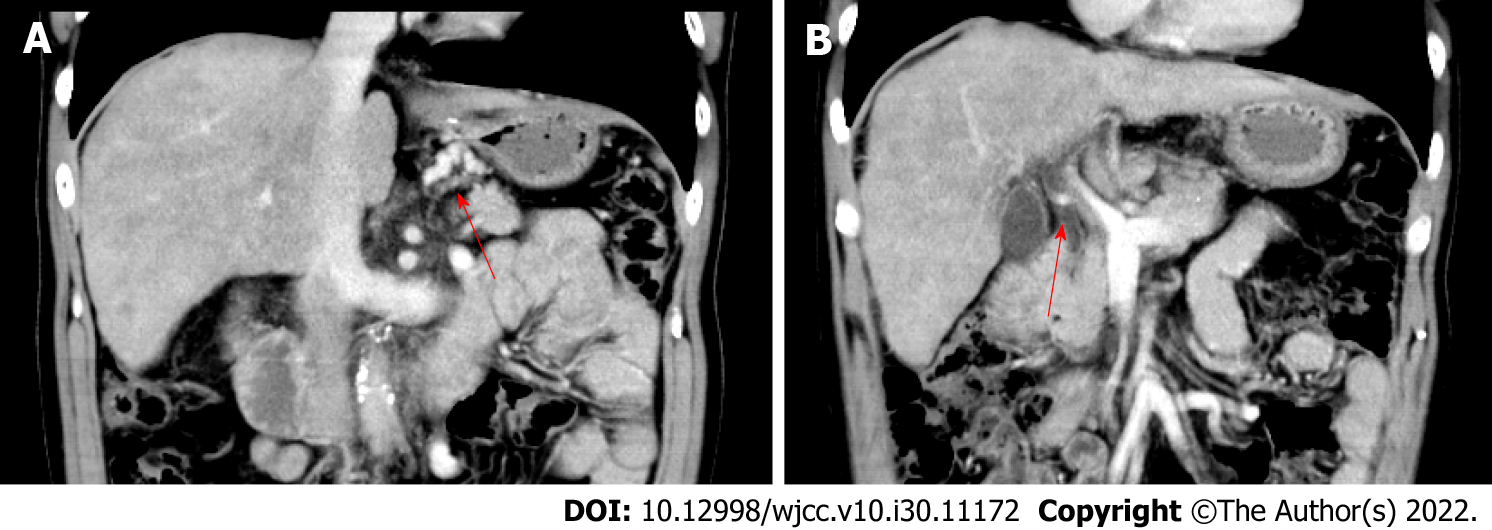 A
B
DOI: 10.12998/wjcc.v10.i30.11172 Copyright ©The Author(s) 2022.